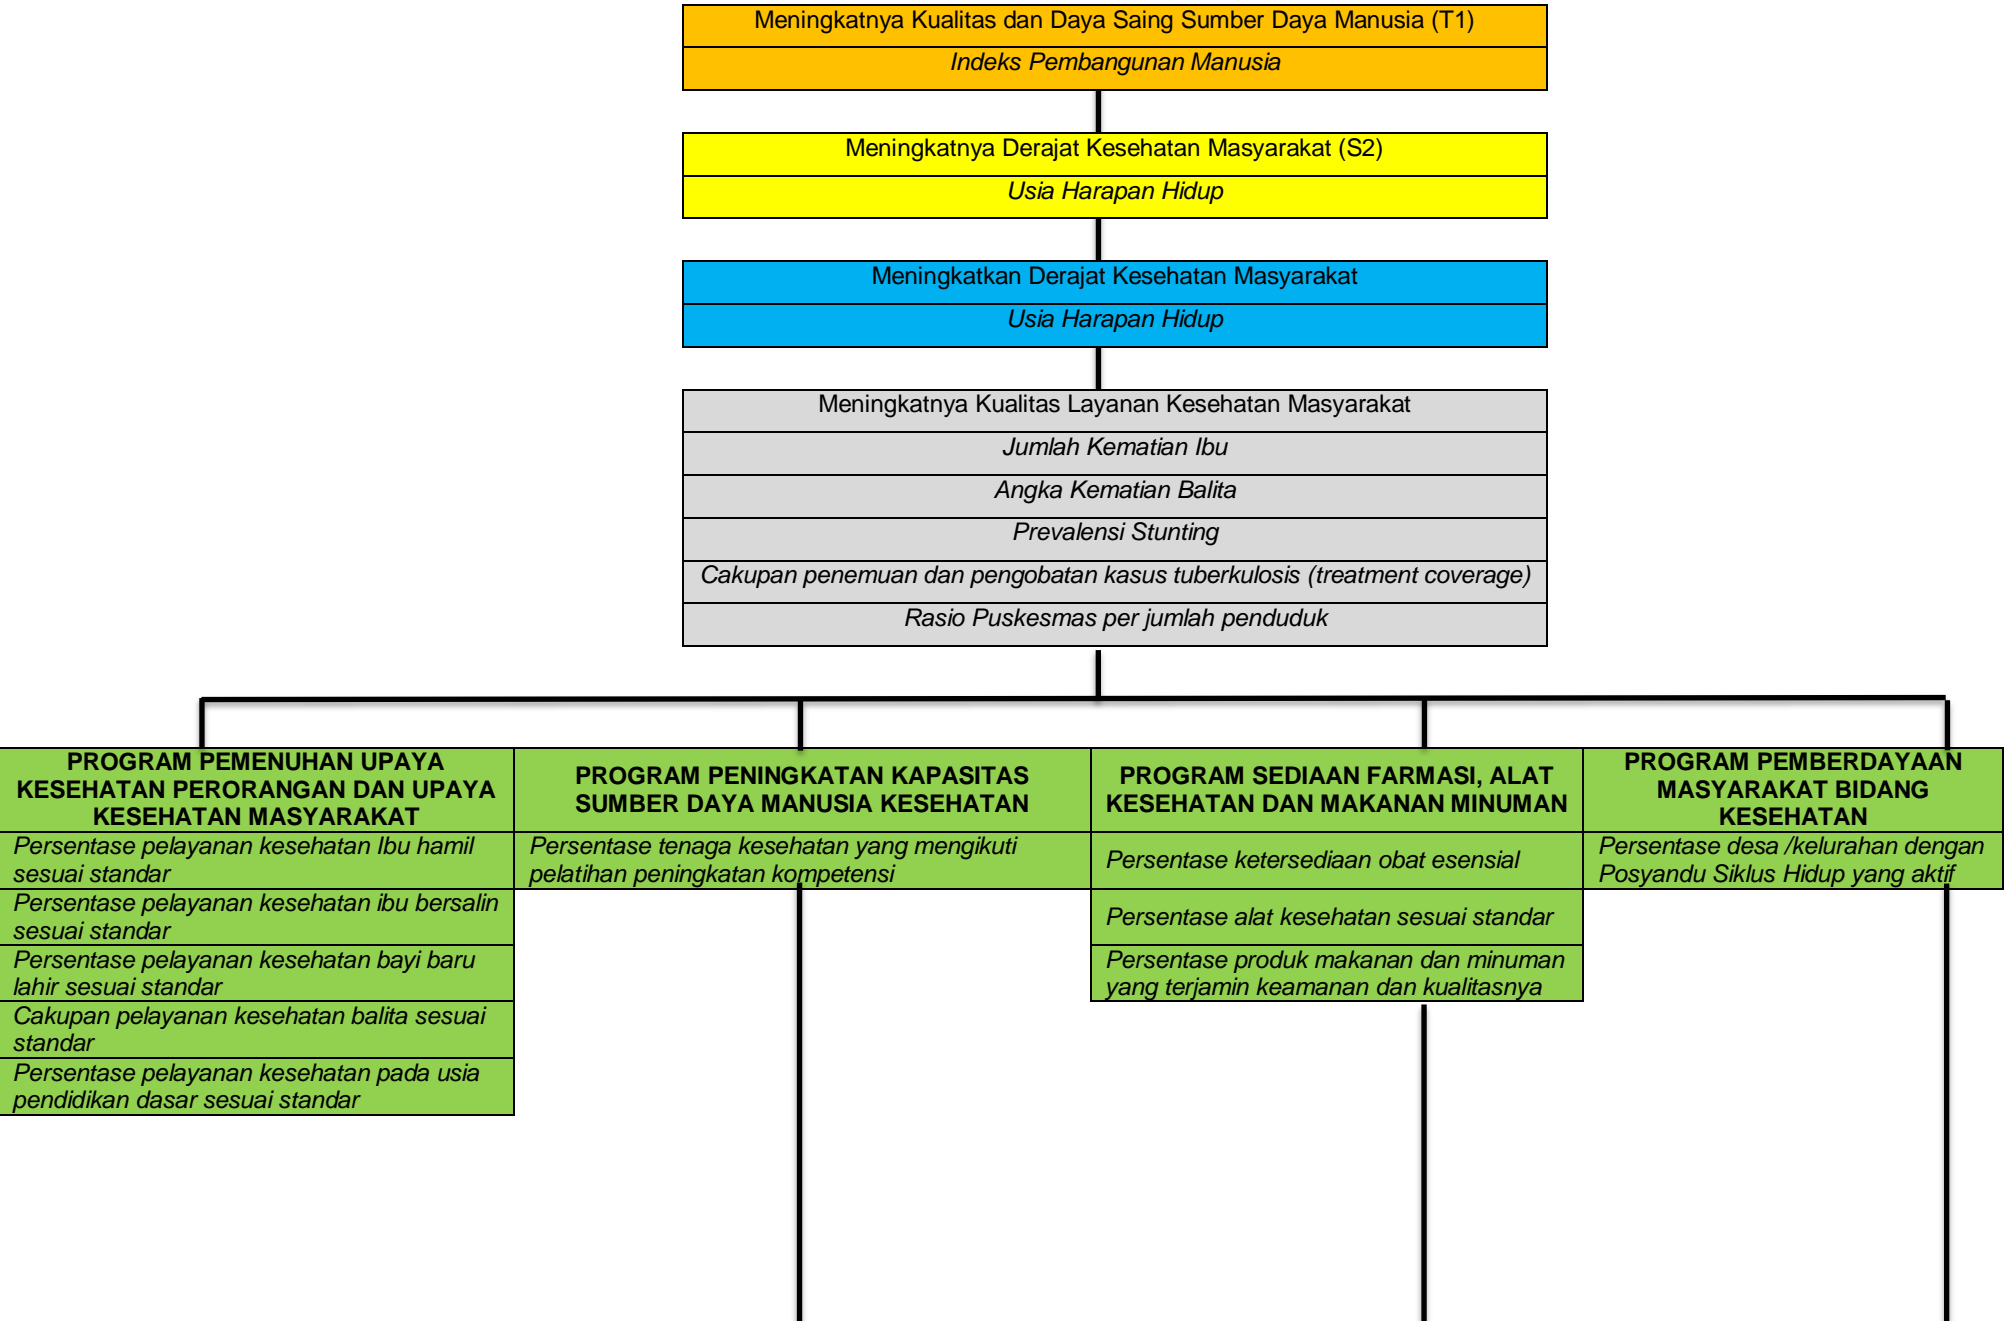 Meningkatnya Kualitas dan Daya Saing Sumber Daya Manusia (T1)
Indeks Pembangunan Manusia
Meningkatnya Derajat Kesehatan Masyarakat (S2)
Usia Harapan Hidup
Meningkatkan Derajat Kesehatan Masyarakat
Usia Harapan Hidup
Meningkatnya Kualitas Layanan Kesehatan Masyarakat
Jumlah Kematian Ibu
Angka Kematian Balita
Prevalensi Stunting
Cakupan penemuan dan pengobatan kasus tuberkulosis (treatment coverage)
Rasio Puskesmas per jumlah penduduk
PROGRAM PEMENUHAN UPAYA
KESEHATAN PERORANGAN DAN UPAYA
KESEHATAN MASYARAKAT
Persentase pelayanan kesehatan Ibu hamil
sesuai standar
Persentase pelayanan kesehatan ibu bersalin
sesuai standar
Persentase pelayanan kesehatan bayi baru
lahir sesuai standar
Cakupan pelayanan kesehatan balita sesuai
standar
Persentase pelayanan kesehatan pada usia
pendidikan dasar sesuai standar
PROGRAM PENINGKATAN KAPASITAS
SUMBER DAYA MANUSIA KESEHATAN
Persentase tenaga kesehatan yang mengikuti
pelatihan peningkatan kompetensi
PROGRAM SEDIAAN FARMASI, ALAT
KESEHATAN DAN MAKANAN MINUMAN
Persentase ketersediaan obat esensial
Persentase alat kesehatan sesuai standar
Persentase produk makanan dan minuman
yang terjamin keamanan dan kualitasnya
PROGRAM PEMBERDAYAAN
MASYARAKAT BIDANG
KESEHATAN
Persentase desa /kelurahan dengan
Posyandu Siklus Hidup yang aktif